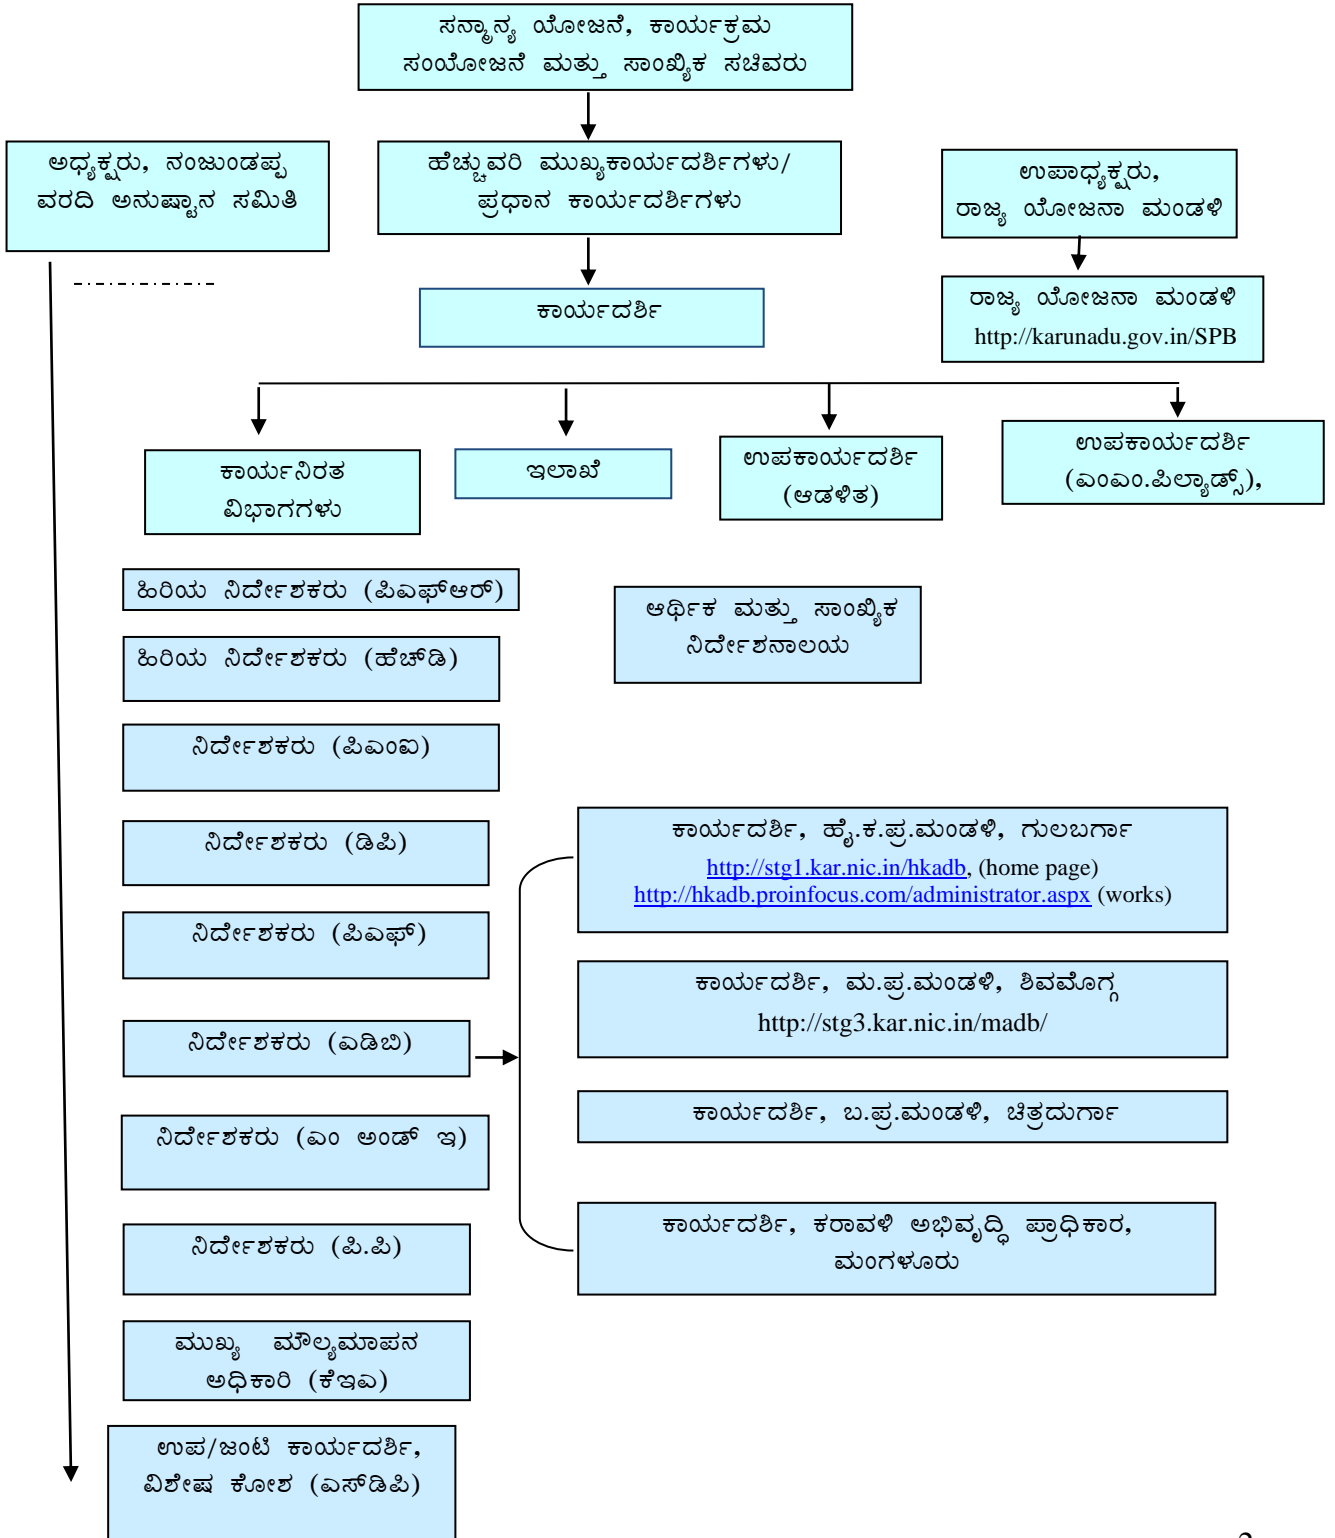 ಸನ್ಮಾನ್ಯ ಯೋಜನೆ, ಕಾರ್ಯಕ್ರಮ
ಸಂಯೋಜನೆ ಮತ್ತು ಸಾಂಖ್ಯಿಕ ಸಚಿವರು
ಅಧ್ಯಕ್ಷರು, ನಂಜುಂಡಪ್ಪ
ವರದಿ ಅನುಷ್ಟಾನ ಸಮಿತಿ
ಹೆಚ್ಚುವರಿ ಮುಖ್ಯಕಾರ್ಯದರ್ಶಿಗಳು/
ಪ್ರಧಾನ ಕಾರ್ಯದರ್ಶಿಗಳು
ಉಪಾಧ್ಯಕ್ಷರು,
ರಾಜ್ಯ ಯೋಜನಾ ಮಂಡಳಿ
ಕಾರ್ಯದರ್ಶಿ
ರಾಜ್ಯ ಯೋಜನಾ ಮಂಡಳಿ
http://karunadu.gov.in/SPB
ಕಾರ್ಯನಿರತ
ವಿಭಾಗಗಳು
ಇಲಾಖೆ
ಉಪಕಾರ್ಯದರ್ಶಿ
(ಆಡಳಿತ)
ಉಪಕಾರ್ಯದರ್ಶಿ
(ಎಂಎಂ.ಪಿಲ್ಯಾಡ್ಸ್),
ಹಿರಿಯ ನಿರ್ದೇಶಕರು (ಪಿಎಫ್ಆರ್)
ಹಿರಿಯ ನಿರ್ದೇಶಕರು (ಹೆಚ್‌ಡಿ)
ಆರ್ಥಿಕ ಮತ್ತು ಸಾಂಖ್ಯಿಕ
ನಿರ್ದೇಶನಾಲಯ
ನಿರ್ದೇಶಕರು (ಪಿಎಂಐ)
ನಿರ್ದೇಶಕರು (ಡಿಪಿ)
ನಿರ್ದೇಶಕರು (ಪಿಎಫ್)
ನಿರ್ದೇಶಕರು (ಎಡಿಬಿ)
ನಿರ್ದೇಶಕರು (ಎಂ ಅಂಡ್ ಇ)
ನಿರ್ದೇಶಕರು (ಪಿ.ಪಿ)
ಮುಖ್ಯ ಮೌಲ್ಯಮಾಪನ
ಅಧಿಕಾರಿ (ಕೆಇಎ)
ಉಪ/ಜಂಟಿ ಕಾರ್ಯದರ್ಶಿ,
ವಿಶೇಷ ಕೋಶ (ಎಸ್‌ಡಿಪಿ)
ಕಾರ್ಯದರ್ಶಿ, ಹೈ.ಕ.ಪ್ರ.ಮಂಡಳಿ, ಗುಲಬರ್ಗಾ
http://stg1.kar.nic.in/hkadb, (home page)
http://hkadb.proinfocus.com/administrator.aspx (works)
ಕಾರ್ಯದರ್ಶಿ, ಮ.ಪ್ರ.ಮಂಡಳಿ, ಶಿವಮೊಗ್ಗ
http://stg3.kar.nic.in/madb/
ಕಾರ್ಯದರ್ಶಿ, ಬ.ಪ್ರ.ಮಂಡಳಿ, ಚಿತ್ರದುರ್ಗಾ
ಕಾರ್ಯದರ್ಶಿ, ಕರಾವಳಿ ಅಭಿವೃದ್ಧಿ ಪ್ರಾಧಿಕಾರ,
ಮಂಗಳೂರು